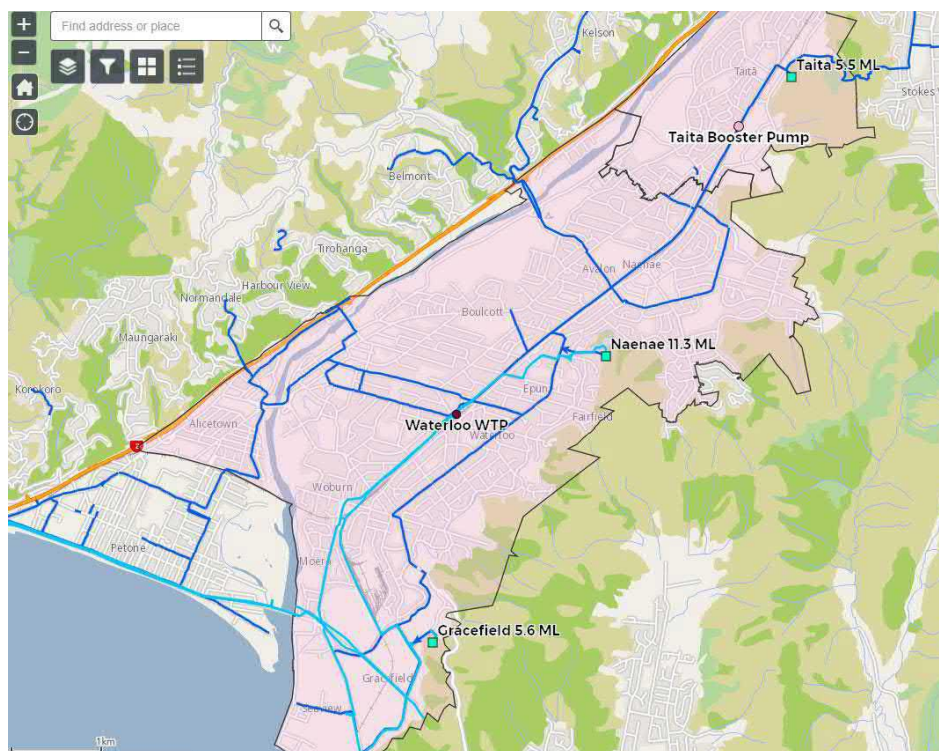 +
Find address or place
−
Kelson
Taitā
Taita 5.5 ML
Stokes
Taita Booster Pump
Belmont
Tirohanga
Avalon
Naenae
Harbour View
Normandale
Boulcott
Maungaraki
Naenae 11.3 ML
Korokoro
Epuni
Fairfield
Waterloo WTP
Alicetown
Waterloo
2
Woburn
Petone
Moera
Gracefield 5.6 ML
Gracefield
Seaview
1km